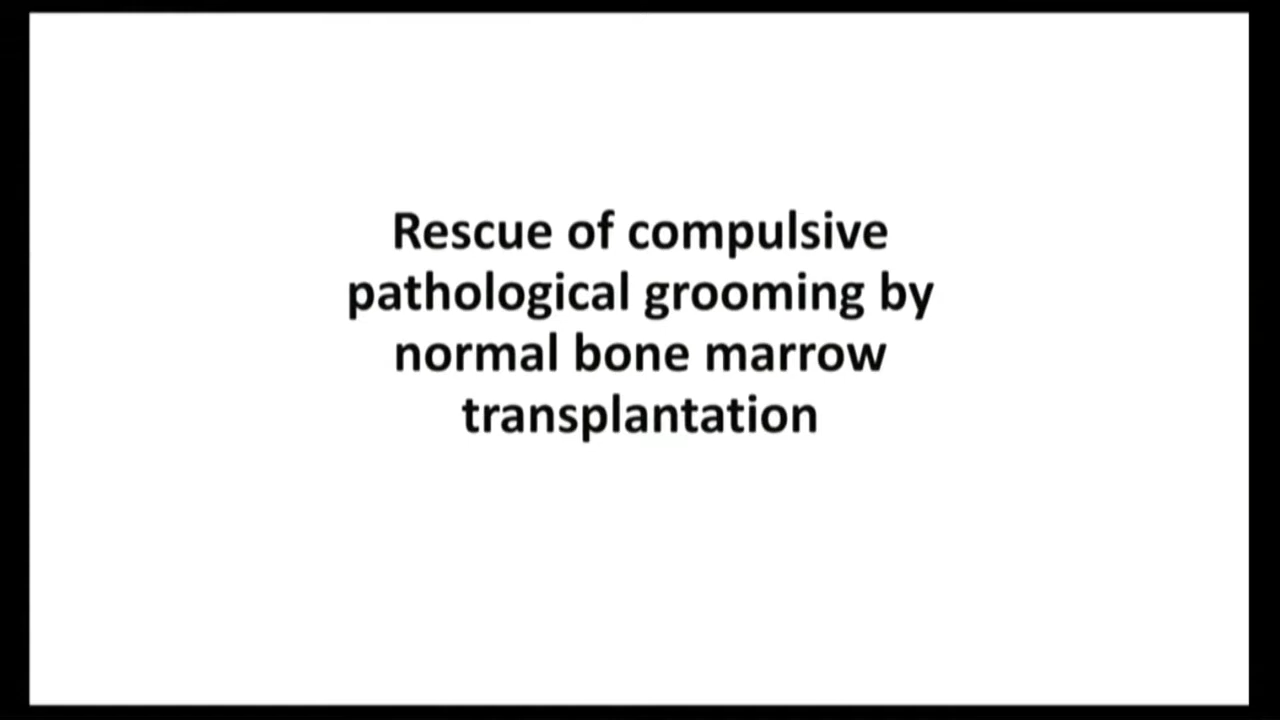 Rescue of compulsive
pathological grooming by
normal bone marrow
transplantation